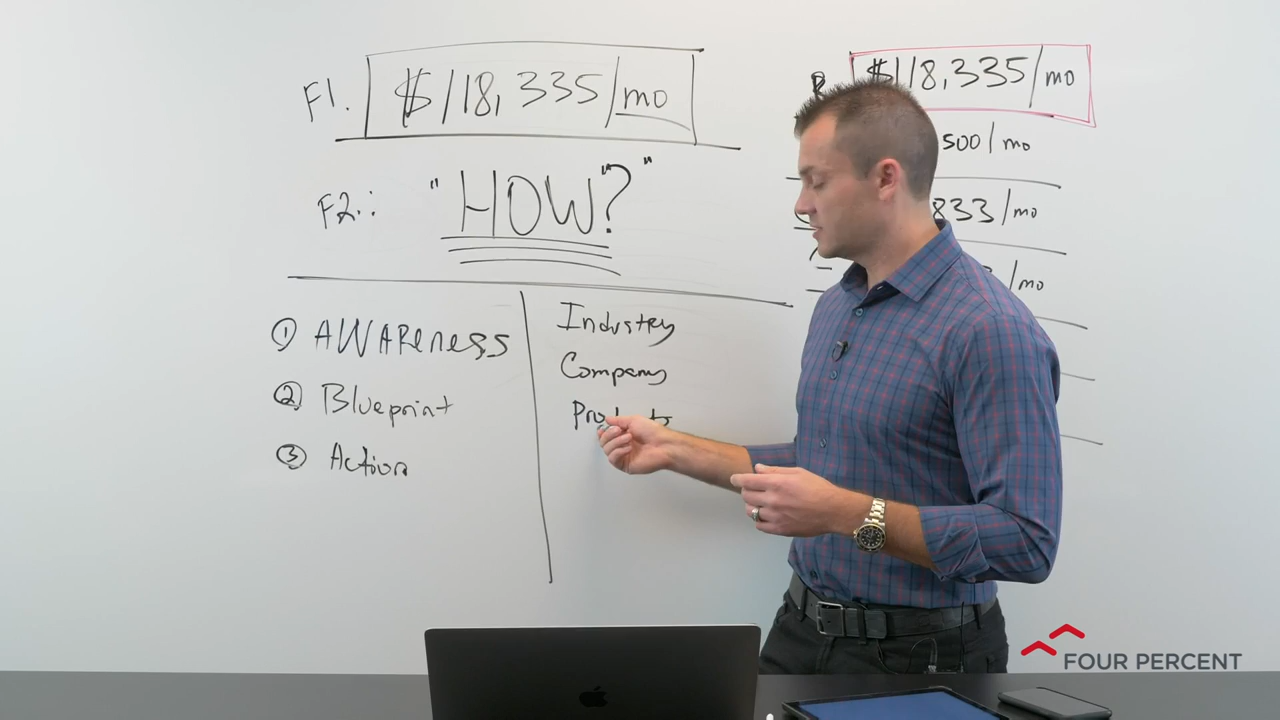 F1. $118,335/mo
F2.: "HOW"?"
① AWAReness
② Blueprint
③ Action
Industry
Company
$118,335/mo
500/mo
833/mo
/mo
FOUR PERCENT